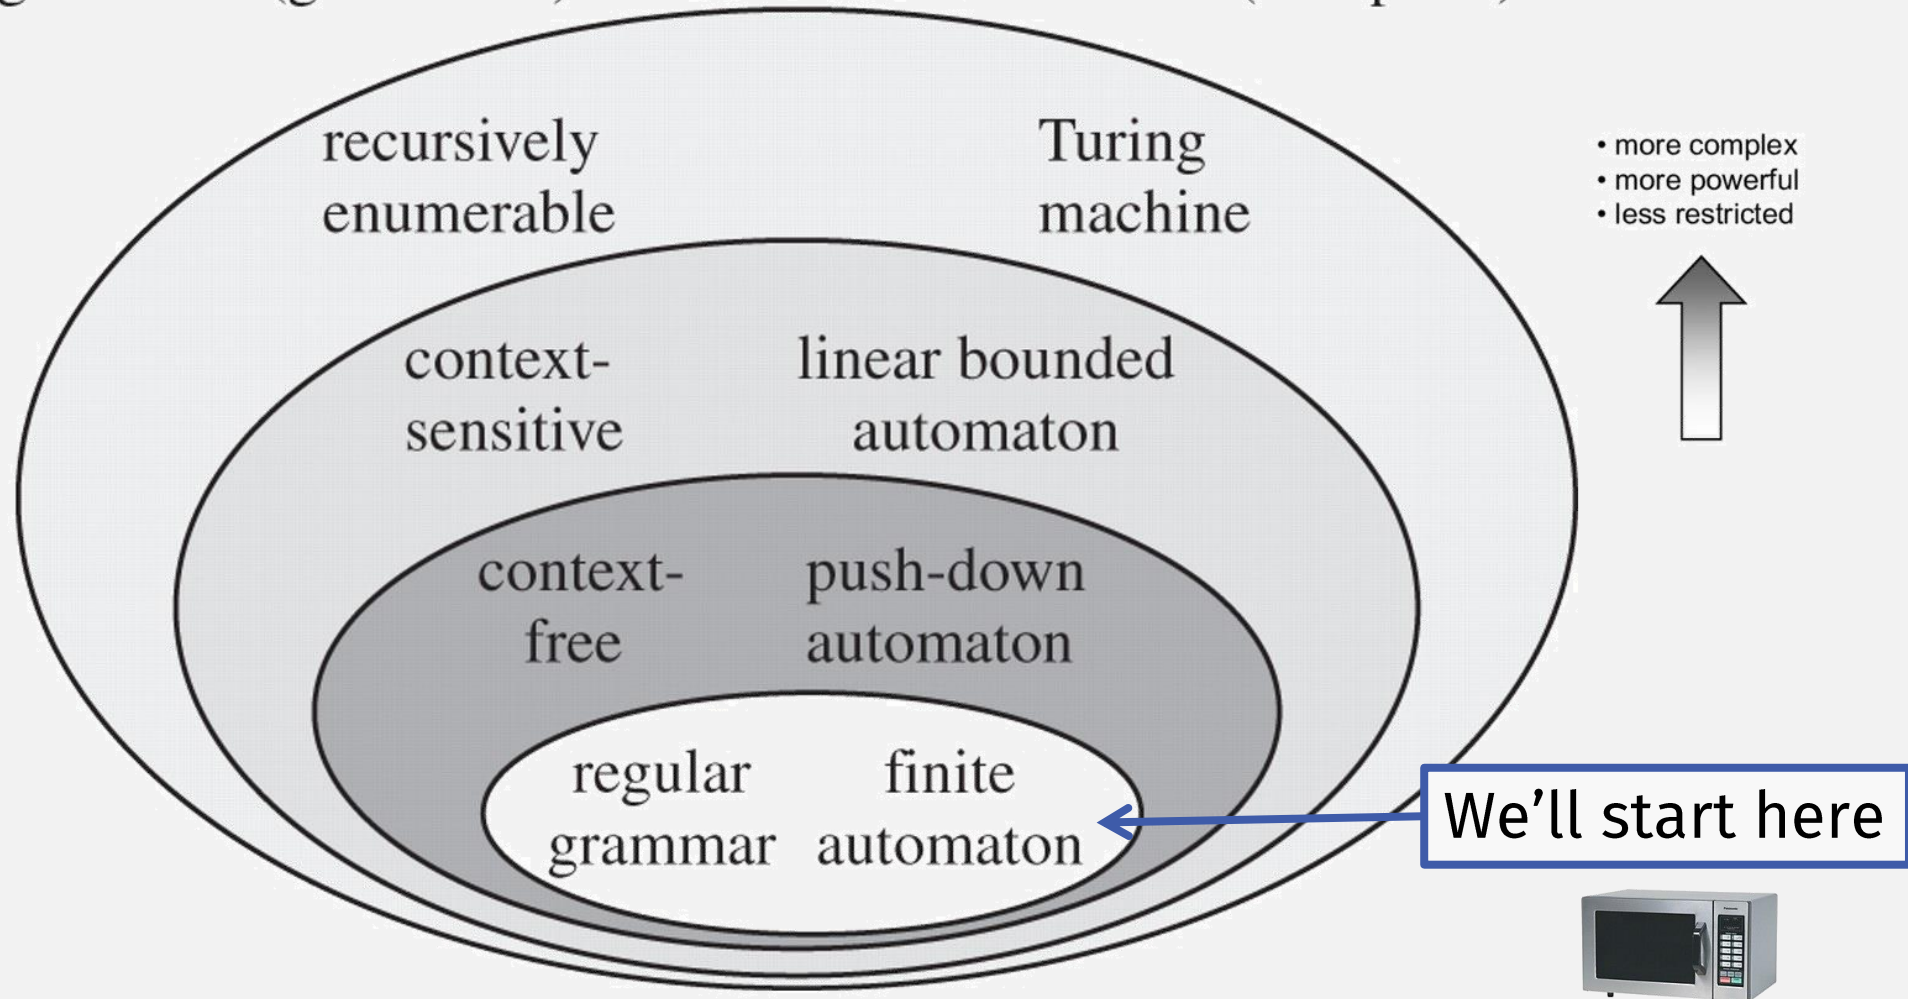 recursively
enumerable
Turing
machine
• more complex
• more powerful
• less restricted
context-
sensitive
linear bounded
automaton
context-
free
push-down
automaton
regular
grammar
finite
automaton
We’ll start here